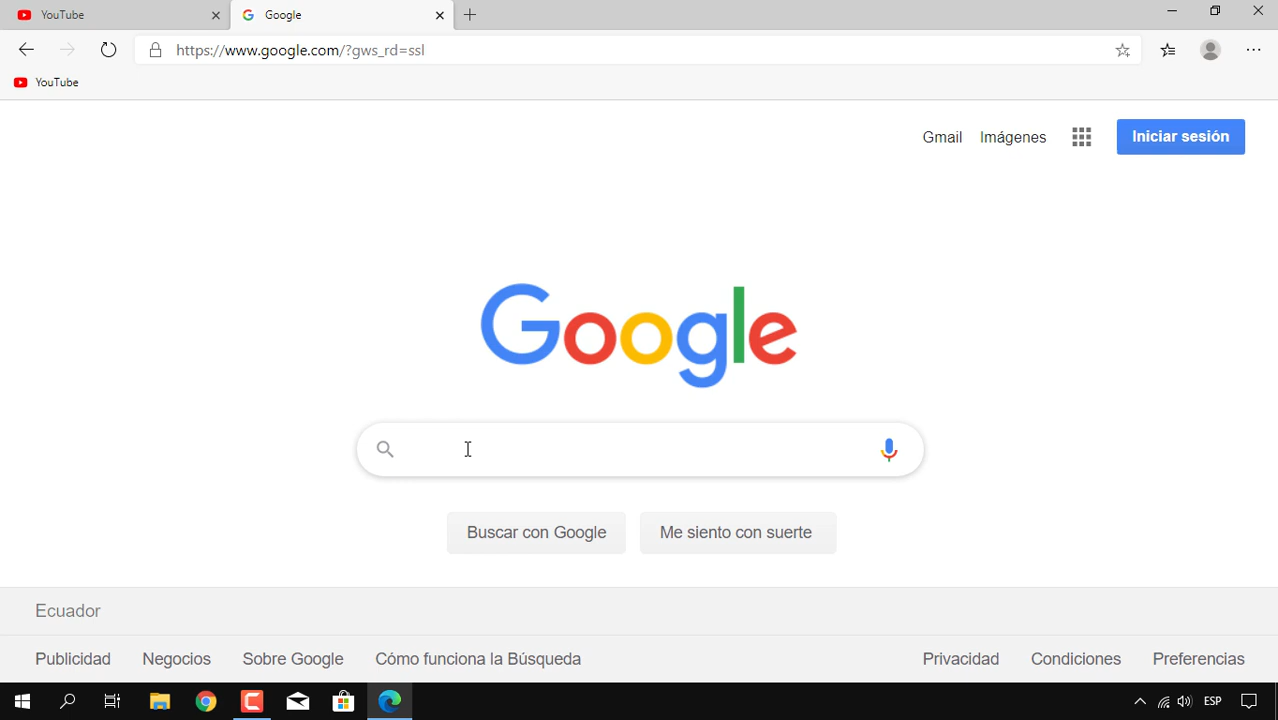 YouTube
Google
https://www.google.com/?gws_rd=ssl
YouTube
Gmail Imágenes Iniciar sesión
Google
Buscar con Google Me siento con suerte
Ecuador
Publicidad Negocios Sobre Google Cómo funciona la Búsqueda Privacidad Condiciones Preferencias
ESP